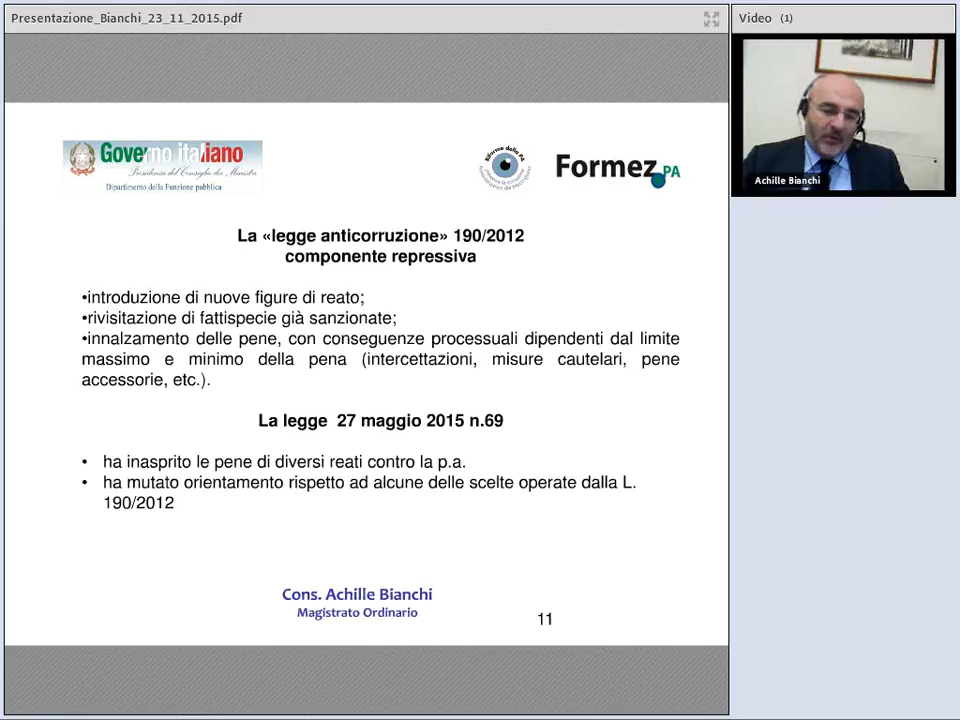 Presentazione_Bianchi_23_11_2015.pdf
Video (1)
Achille Bianchi
Governo italiano
Presidenza del Consiglio dei Ministri
Dipartimento della Funzione pubblica
Riforme della PA
Formez PA
La «legge anticorruzione» 190/2012
componente repressiva
•introduzione di nuove figure di reato;
•rivisitazione di fattispecie già sanzionate;
•innalzamento delle pene, con conseguenze processuali dipendenti dal limite
massimo e minimo della pena (intercettazioni, misure cautelari, pene
accessorie, etc.).
La legge 27 maggio 2015 n.69
• ha inasprito le pene di diversi reati contro la p.a.
• ha mutato orientamento rispetto ad alcune delle scelte operate dalla L.
190/2012
Cons. Achille Bianchi
Magistrato Ordinario
11